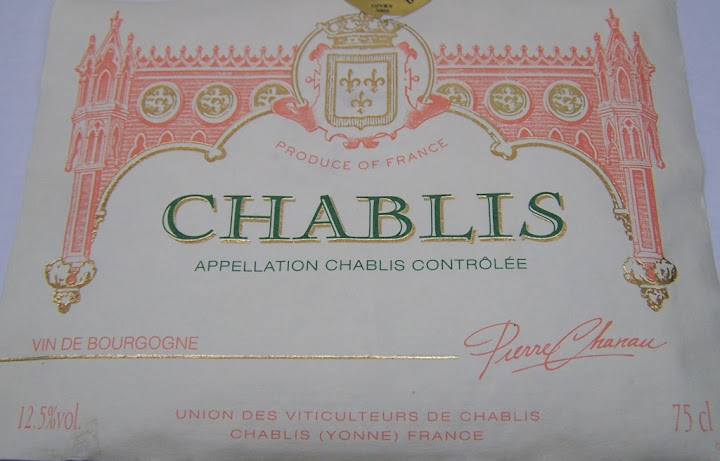 PRODUCE OF FRANCE
CHABLIS
APPELLATION CHABLIS CONTRÔLÉE
VIN DE BOURGOGNE
Pierre Chanau
12.5%vol.
UNION DES VITICULTEURS DE CHABLIS
75 cl
CHABLIS (YONNE) FRANCE